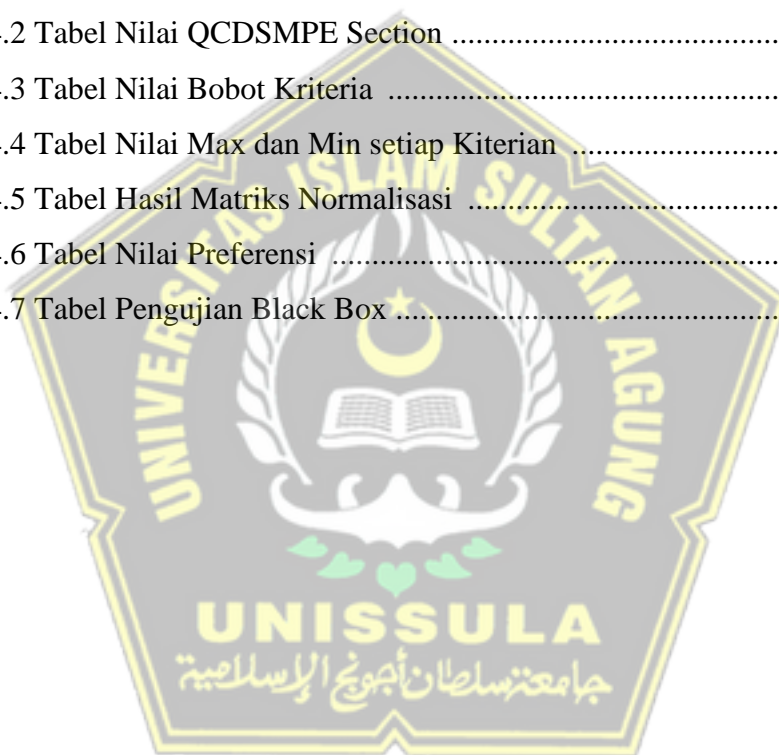 .2 Tabel Nilai QCDSMPE Section ........................................
.3 Tabel Nilai Bobot Kriteria ................................................
.4 Tabel Nilai Max dan Min setiap Kiterian .........................
.5 Tabel Hasil Matriks Normalisasi ......................................
.6 Tabel Nilai Preferensi .......................................................
.7 Tabel Pengujian Black Box ...............................................
UNIVERSITAS ISLAM SULTAN AGUNG
UNISSULA
جامعتسلطان أجونج الإسلامية